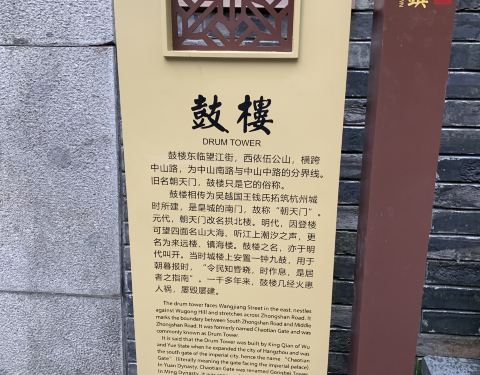 鼓樓
DRUM TOWER
鼓楼东临望江街，西依伍公山，横跨
中山路，为中山南路与中山中路的分界线。
旧名朝天门，鼓楼只是它的俗称。
鼓楼相传为吴越国王钱氏拓筑杭州城
时所建，是皇城的南门，故称“朝天门”。
元代，朝天门改名拱北楼。明代，因登楼
可望四面名山大海，听江上潮汐之声，更
名为来远楼、镇海楼。鼓楼之名，亦于明
代叫开。当时城楼上安置一钟九鼓，用于
朝暮报时，“令民知昏晓，时作息，是居
者之指南”。一千多年来，鼓楼几经火患
人祸，屡毁屡建。
The drum tower faces Wangjiang Street in the east, nestles
against Wugong Hill and stretches across Zhongshan Road. It
marks the boundary between South Zhongshan Road and Middle
Zhongshan Road. It was formerly named Chaotian Gate and was
commonly known as Drum Tower.
It is said that the Drum Tower was built by King Qian of Wu
and Yue State when he expanded the city of Hangzhou and was
the south gate of the imperial city, hence the name "Chaotian
Gate" (literally meaning the gate facing the imperial palace).
In Yuan Dynasty, Chaotian Gate was renamed Gongbei Tower.
In Ming Dynasty, it was